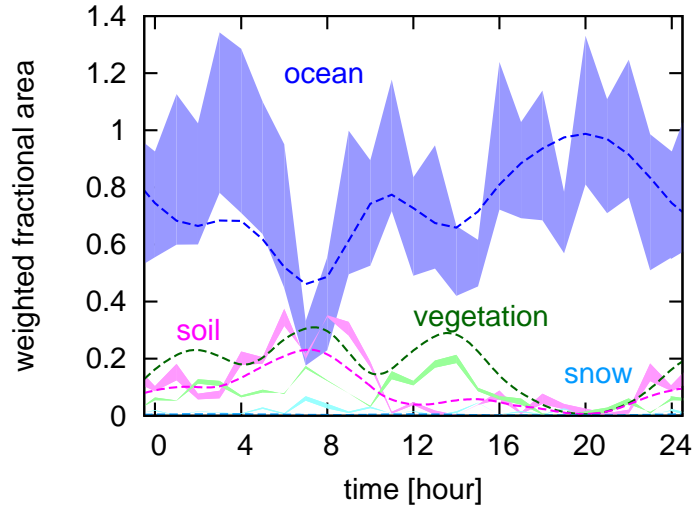 1.4
1.2
1
0.8
0.6
0.4
0.2
0
weighted fractional area
ocean
soil
vegetation
snow
0 4 8 12 16 20 24
time [hour]